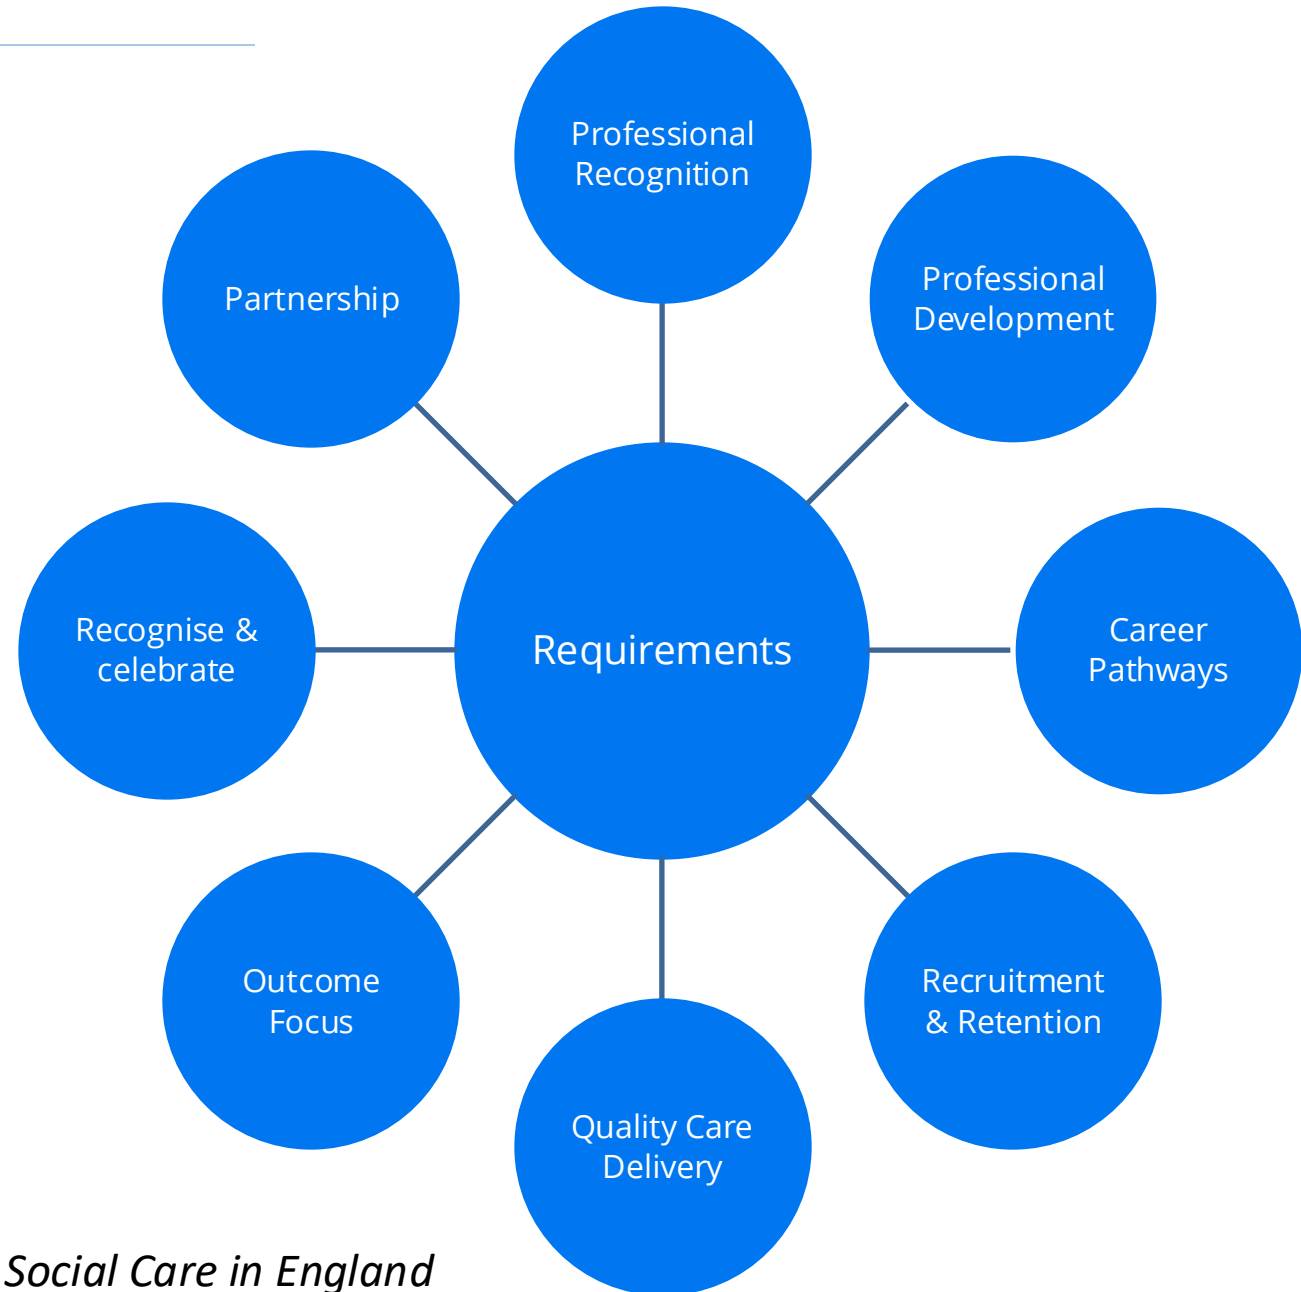 Professional
Recognition
Professional
Development
Career
Pathways
Recruitment
& Retention
Quality Care
Delivery
Outcome
Focus
Recognise &
celebrate
Partnership
Requirements
Social Care in England